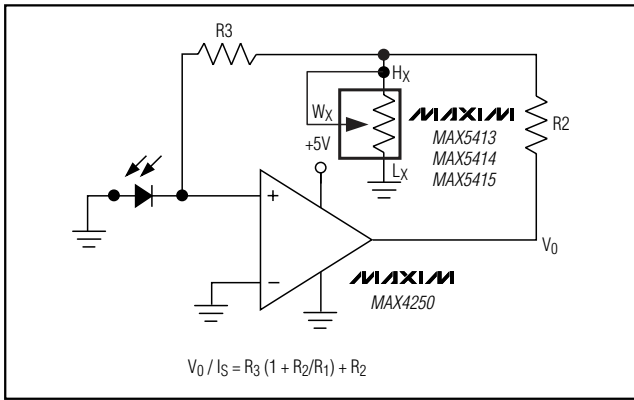 R3
HX
WX
MAXIM
MAX5413
MAX5414
MAX5415
R2
+5V
LX
+
−
V0
MAXIM
MAX4250
V0 / IS = R3 (1 + R2/R1) + R2